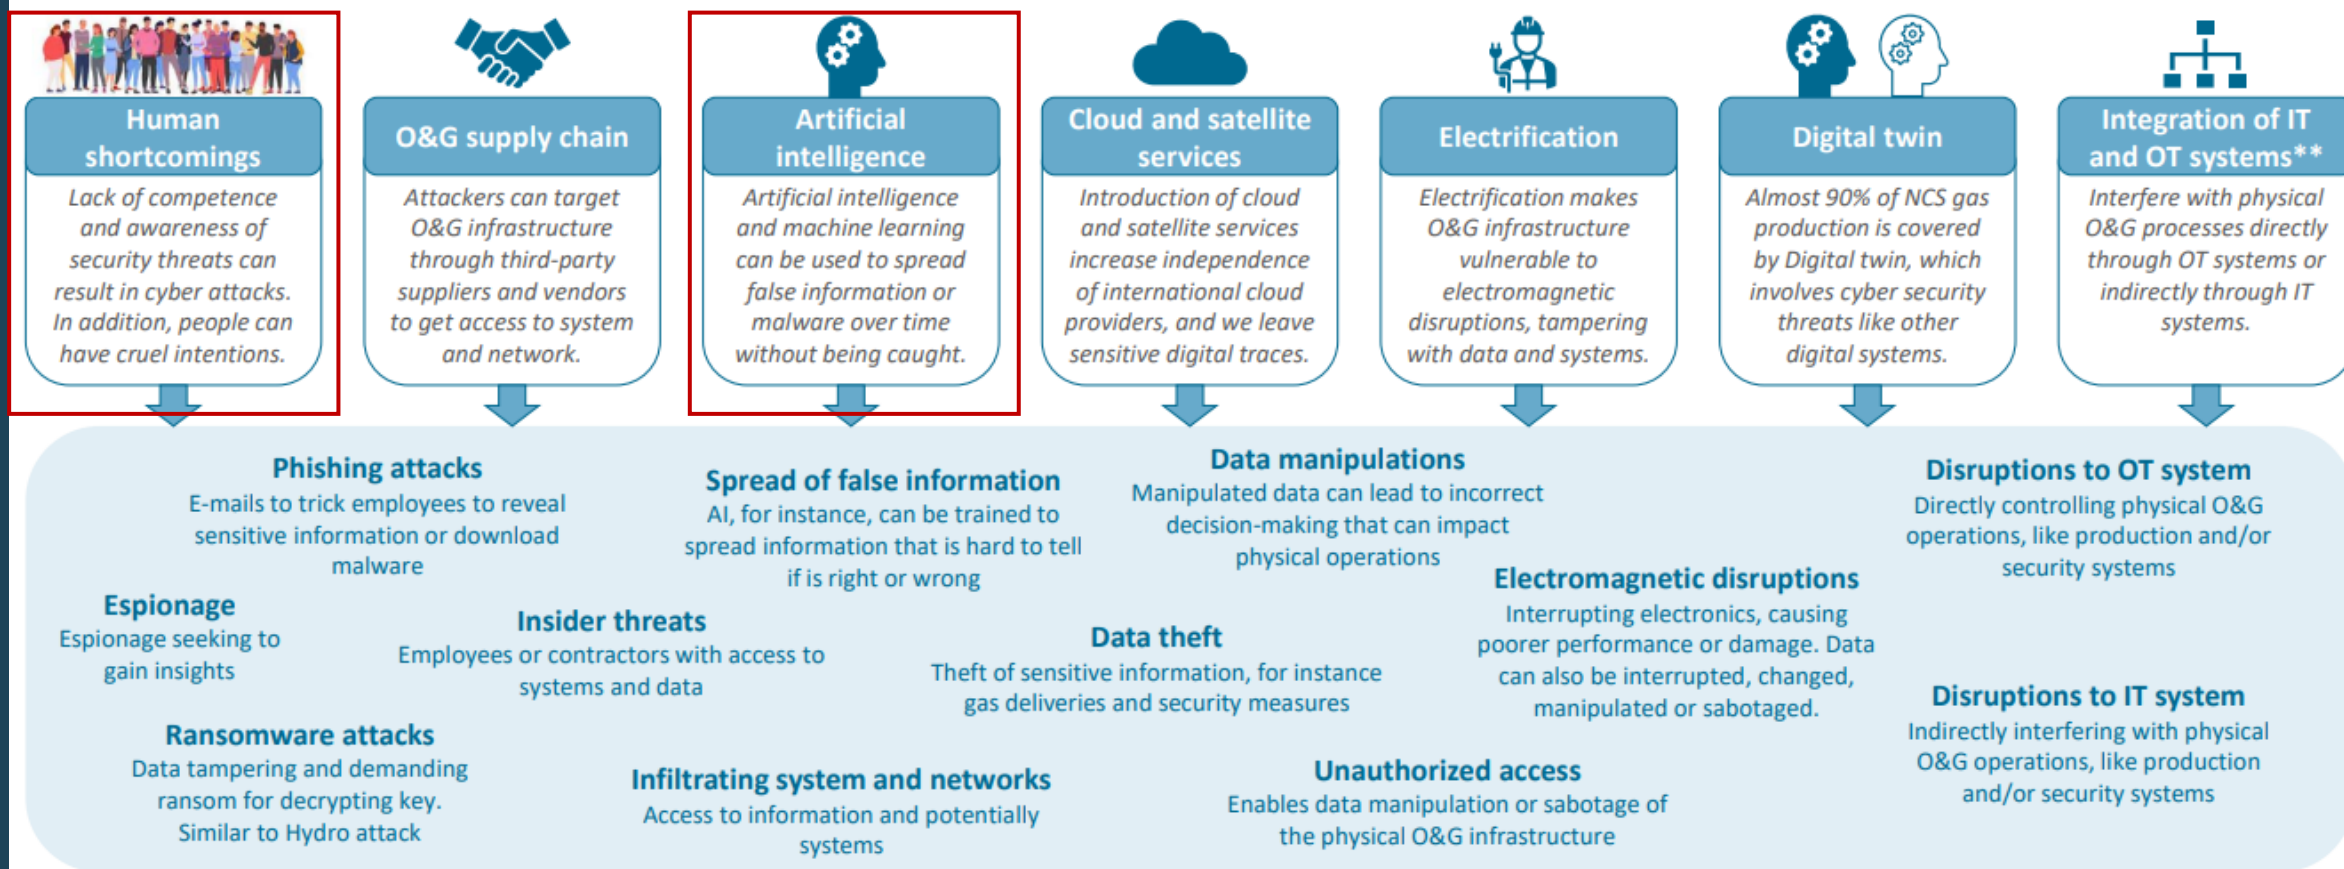 Human
shortcomings
Lack of competence
and awareness of
security threats can
result in cyber attacks.
In addition, people can
have cruel intentions.
O&G supply chain
Attackers can target
O&G infrastructure
through third-party
suppliers and vendors
to get access to system
and network.
Artificial
intelligence
Artificial intelligence
and machine learning
can be used to spread
false information or
malware over time
without being caught.
Cloud and satellite
services
Introduction of cloud
and satellite services
increase independence
of international cloud
providers, and we leave
sensitive digital traces.
Electrification
Electrification makes
O&G infrastructure
vulnerable to
electromagnetic
disruptions, tampering
with data and systems.
Digital twin
Almost 90% of NCS gas
production is covered
by Digital twin, which
involves cyber security
threats like other
digital systems.
Integration of IT
and OT systems**
Interfere with physical
O&G processes directly
through OT systems or
indirectly through IT
systems.
Phishing attacks
E-mails to trick employees to reveal
sensitive information or download
malware
Espionage
Espionage seeking to
gain insights
Ransomware attacks
Data tampering and demanding
ransom for decrypting key.
Similar to Hydro attack
Insider threats
Employees or contractors with access to
systems and data
Spread of false information
AI, for instance, can be trained to
spread information that is hard to tell
if is right or wrong
Infiltrating system and networks
Access to information and potentially
systems
Data manipulations
Manipulated data can lead to incorrect
decision-making that can impact
physical operations
Data theft
Theft of sensitive information, for instance
gas deliveries and security measures
Unauthorized access
Enables data manipulation or sabotage of
the physical O&G infrastructure
Electromagnetic disruptions
Interrupting electronics, causing
poorer performance or damage. Data
can also be interrupted, changed,
manipulated or sabotaged.
Disruptions to OT system
Directly controlling physical O&G
operations, like production and/or
security systems
Disruptions to IT system
Indirectly interfering with physical
O&G operations, like production
and/or security systems